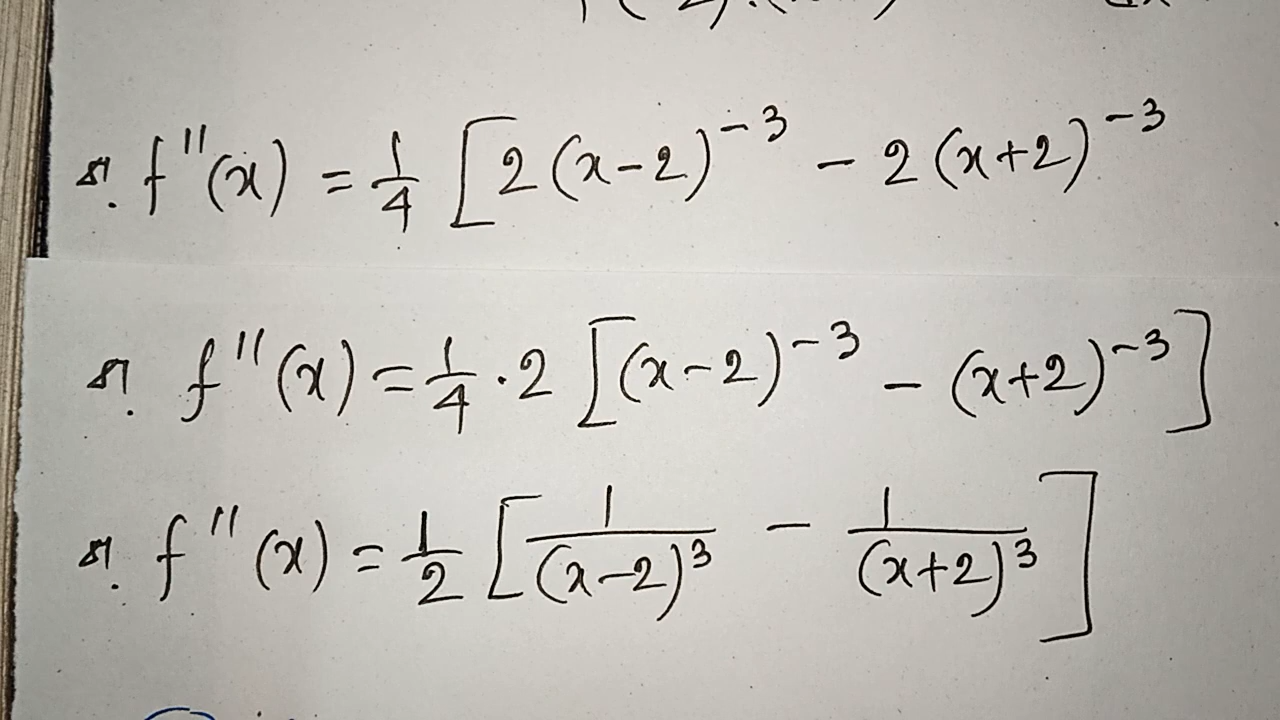 বা. f''(x) = 1/4 [2(x-2)^-3 - 2(x+2)^-3
বা. f''(x) = 1/4 . 2 [(x-2)^-3 - (x+2)^-3]
বা. f''(x) = 1/2 [1/(x-2)^3 - 1/(x+2)^3]